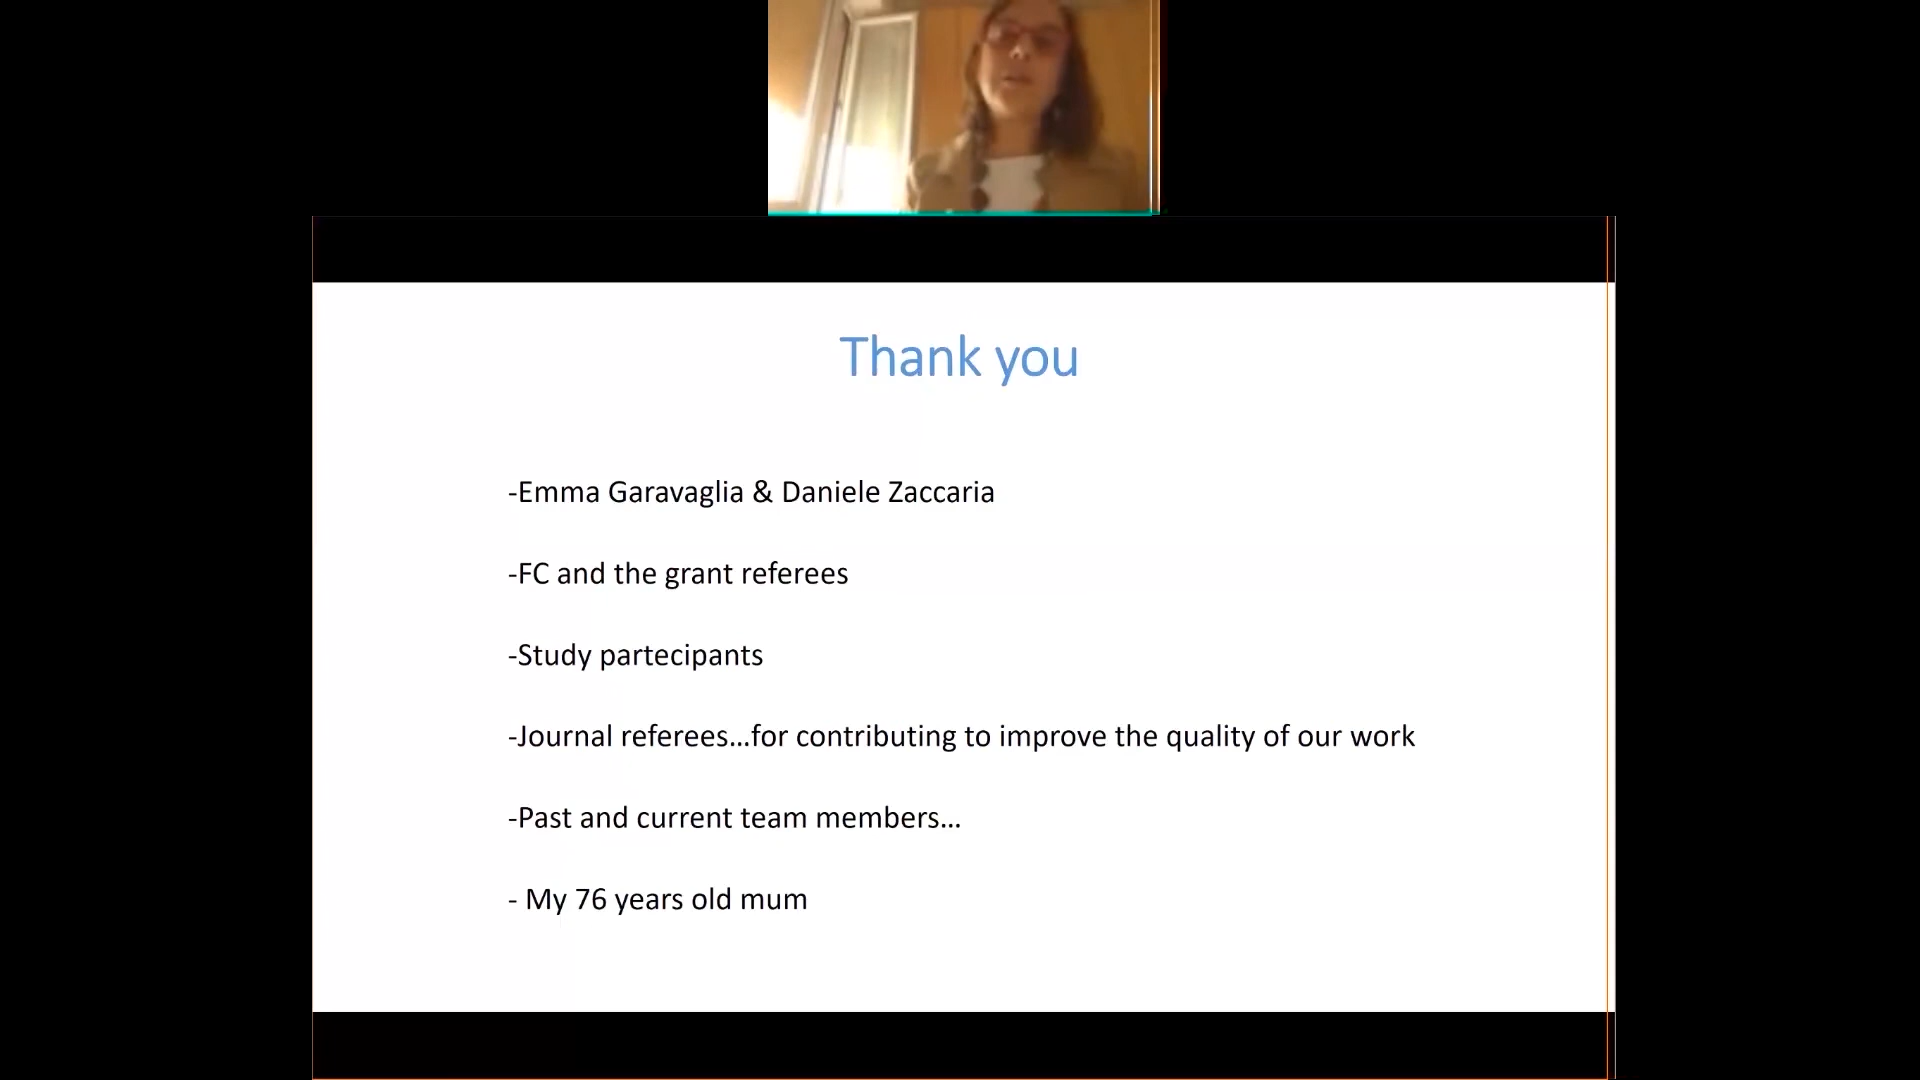 Thank you
-Emma Garavaglia & Daniele Zaccaria
-FC and the grant referees
-Study partecipants
-Journal referees...for contributing to improve the quality of our work
-Past and current team members...
- My 76 years old mum